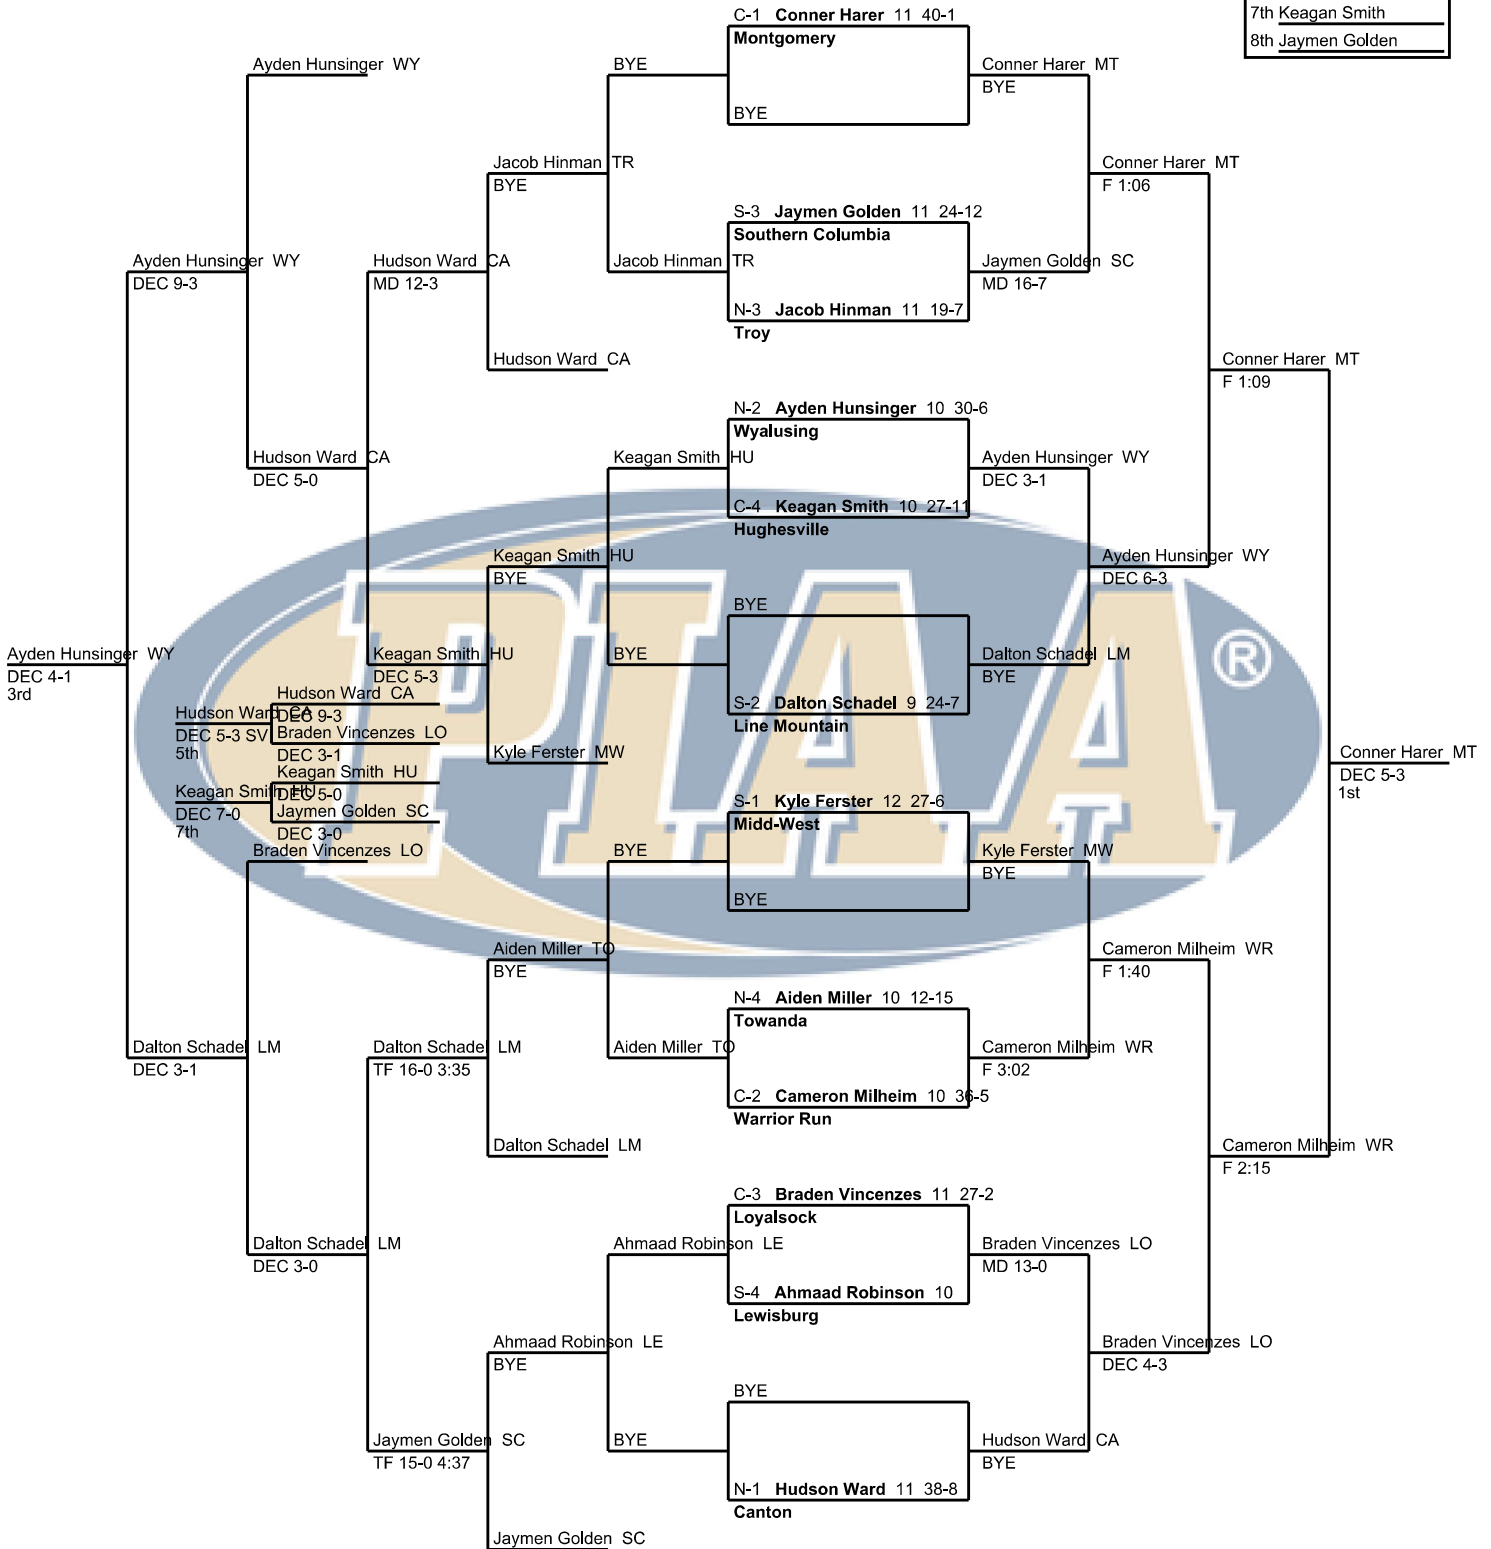 C-1 Conner Harer 11 40-1
7th Keagan Smith
Montgomery
8th Jaymen Golden
Ayden Hunsinger WY
BYE
Conner Harer MT
BYE
BYE
Jacob Hinman TR
BYE
Conner Harer MT
F 1:06
S-3 Jaymen Golden 11 24-12
Southern Columbia
Ayden Hunsinger WY
DEC 9-3
Hudson Ward CA
MD 12-3
Jacob Hinman TR
Jaymen Golden SC
MD 16-7
N-3 Jacob Hinman 11 19-7
Troy
Hudson Ward CA
Conner Harer MT
F 1:09
N-2 Ayden Hunsinger 10 30-6
Wyalusing
Hudson Ward CA
DEC 5-0
Keagan Smith HU
Ayden Hunsinger WY
DEC 3-1
C-4 Keagan Smith 10 27-11
Hughesville
Keagan Smith HU
BYE
Ayden Hunsinger WY
DEC 6-3
PIAA®
BYE
Ayden Hunsinger WY
DEC 4-1
3rd
Keagan Smith HU
DEC 5-3
BYE
Dalton Schadel LM
BYE
Hudson Ward CA
DEC 9-3
S-2 Dalton Schadel 9 24-7
Line Mountain
Hudson Ward CA
DEC 5-3 SV
5th
Braden Vincenzes LO
DEC 3-1
Kyle Ferster MW
Conner Harer MT
DEC 5-3
1st
Keagan Smith HU
DEC 5-0
Keagan Smith HU
DEC 7-0
7th
Jaymen Golden SC
DEC 3-0
S-1 Kyle Ferster 12 27-6
Midd-West
Braden Vincenzes LO
BYE
Kyle Ferster MW
BYE
BYE
Aiden Miller TO
BYE
Cameron Milheim WR
F 1:40
N-4 Aiden Miller 10 12-15
Towanda
Dalton Schadel LM
DEC 3-1
Dalton Schadel LM
TF 16-0 3:35
Aiden Miller TO
Cameron Milheim WR
F 3:02
C-2 Cameron Milheim 10 36-5
Warrior Run
Dalton Schadel LM
Cameron Milheim WR
F 2:15
C-3 Braden Vincenzes 11 27-2
Loyalsock
Dalton Schadel LM
DEC 3-0
Ahmaad Robinson LE
Braden Vincenzes LO
MD 13-0
S-4 Ahmaad Robinson 10
Lewisburg
Ahmaad Robinson LE
BYE
Braden Vincenzes LO
DEC 4-3
BYE
Jaymen Golden SC
TF 15-0 4:37
BYE
Hudson Ward CA
BYE
N-1 Hudson Ward 11 38-8
Canton
Jaymen Golden SC